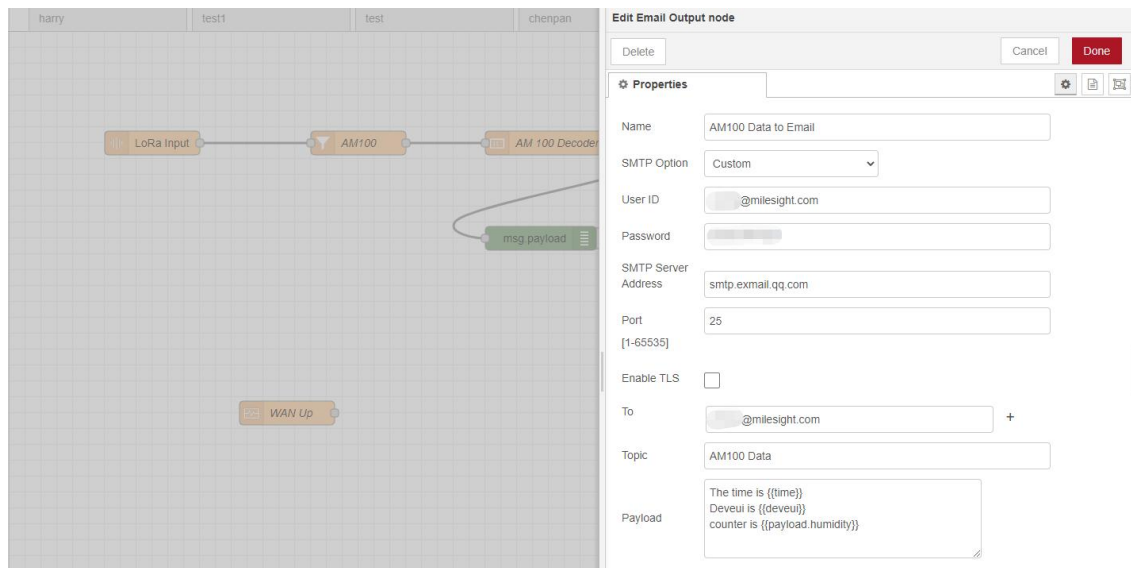 harry
test1
test
chenpan
LoRa Input
AM100
AM 100 Decoder
msg.payload
WAN Up
Edit Email Output node
Delete
Cancel
Done
Properties
Name
AM100 Data to Email
SMTP Option
Custom
User ID
@milesight.com
Password
SMTP Server
Address
smtp.exmail.qq.com
Port
25
[1-65535]
Enable TLS
To
@milesight.com
+
Topic
AM100 Data
Payload
The time is {{time}}
Deveui is {{deveui}}
counter is {{payload.humidity}}